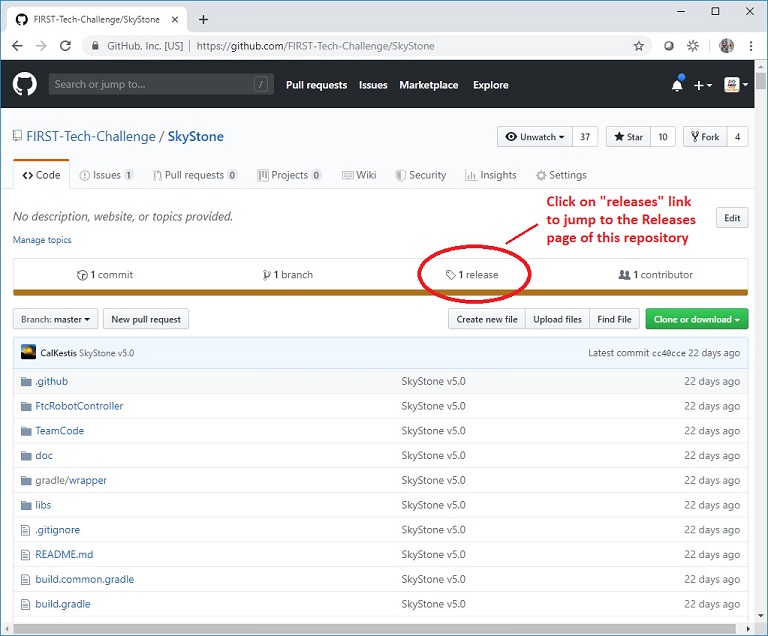 FIRST-Tech-Challenge/SkyStone
GitHub, Inc. [US] | https://github.com/FIRST-Tech-Challenge/SkyStone
Search or jump to... / Pull requests Issues Marketplace Explore
FIRST-Tech-Challenge / SkyStone Unwatch 37 Star 10 Fork 4
Code Issues 1 Pull requests 0 Projects 0 Wiki Security Insights Settings
Click on "releases" link
to jump to the Releases
page of this repository
No description, website, or topics provided. Edit
Manage topics
1 commit 1 branch 1 release 1 contributor
Branch: master New pull request Create new file Upload files Find File Clone or download
CalKestis SkyStone v5.0 Latest commit cc40cce 22 days ago
.github SkyStone v5.0 22 days ago
FtcRobotController SkyStone v5.0 22 days ago
TeamCode SkyStone v5.0 22 days ago
doc SkyStone v5.0 22 days ago
gradle/wrapper SkyStone v5.0 22 days ago
libs SkyStone v5.0 22 days ago
.gitignore SkyStone v5.0 22 days ago
README.md SkyStone v5.0 22 days ago
build.common.gradle SkyStone v5.0 22 days ago
build.gradle SkyStone v5.0 22 days ago